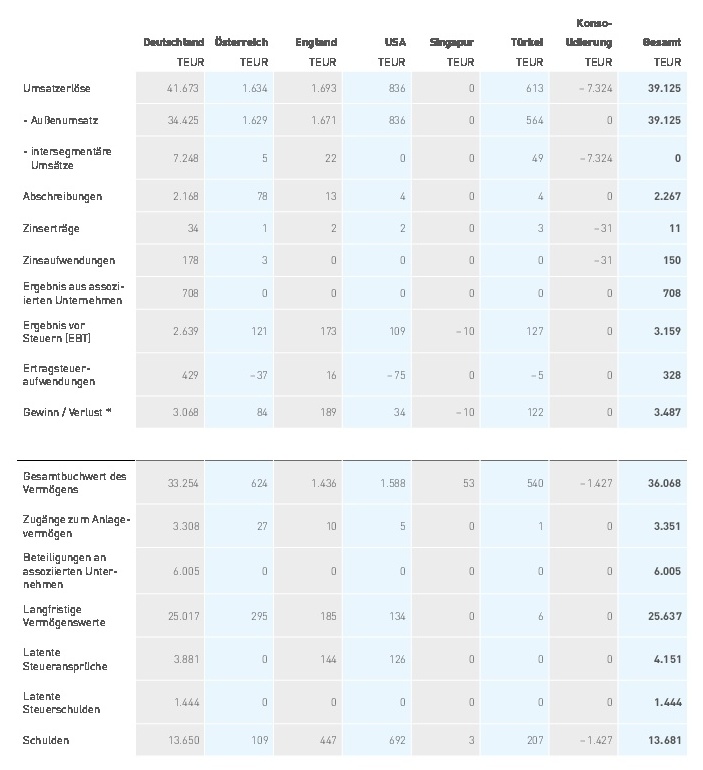 Konso-
Deutschland Österreich England USA Singapur Türkei lidierung Gesamt
TEUR TEUR TEUR TEUR TEUR TEUR TEUR TEUR
Umsatzerlöse 41.673 1.634 1.693 836 0 613 – 7.324 39.125
- Außenumsatz 34.425 1.629 1.671 836 0 564 0 39.125
- intersegmentäre
Umsätze 7.248 5 22 0 0 49 – 7.324 0
Abschreibungen 2.168 78 13 4 0 4 0 2.267
Zinserträge 34 1 2 2 0 3 – 31 11
Zinsaufwendungen 178 3 0 0 0 0 – 31 150
Ergebnis aus assozi-
ierten Unternehmen 708 0 0 0 0 0 0 708
Ergebnis vor
Steuern (EBT) 2.639 121 173 109 – 10 127 0 3.159
Ertragsteuer-
aufwendungen 429 – 37 16 – 75 0 – 5 0 328
Gewinn / Verlust * 3.068 84 189 34 – 10 122 0 3.487
Gesamtbuchwert des
Vermögens 33.254 624 1.436 1.588 53 540 – 1.427 36.068
Zugänge zum Anlage-
vermögen 3.308 27 10 5 0 1 0 3.351
Beteiligungen an
assoziierten Unter-
nehmen 6.005 0 0 0 0 0 0 6.005
Langfristige
Vermögenswerte 25.017 295 185 134 0 6 0 25.637
Latente
Steueransprüche 3.881 0 144 126 0 0 0 4.151
Latente
Steuerschulden 1.444 0 0 0 0 0 0 1.444
Schulden 13.650 109 447 692 3 207 – 1.427 13.681